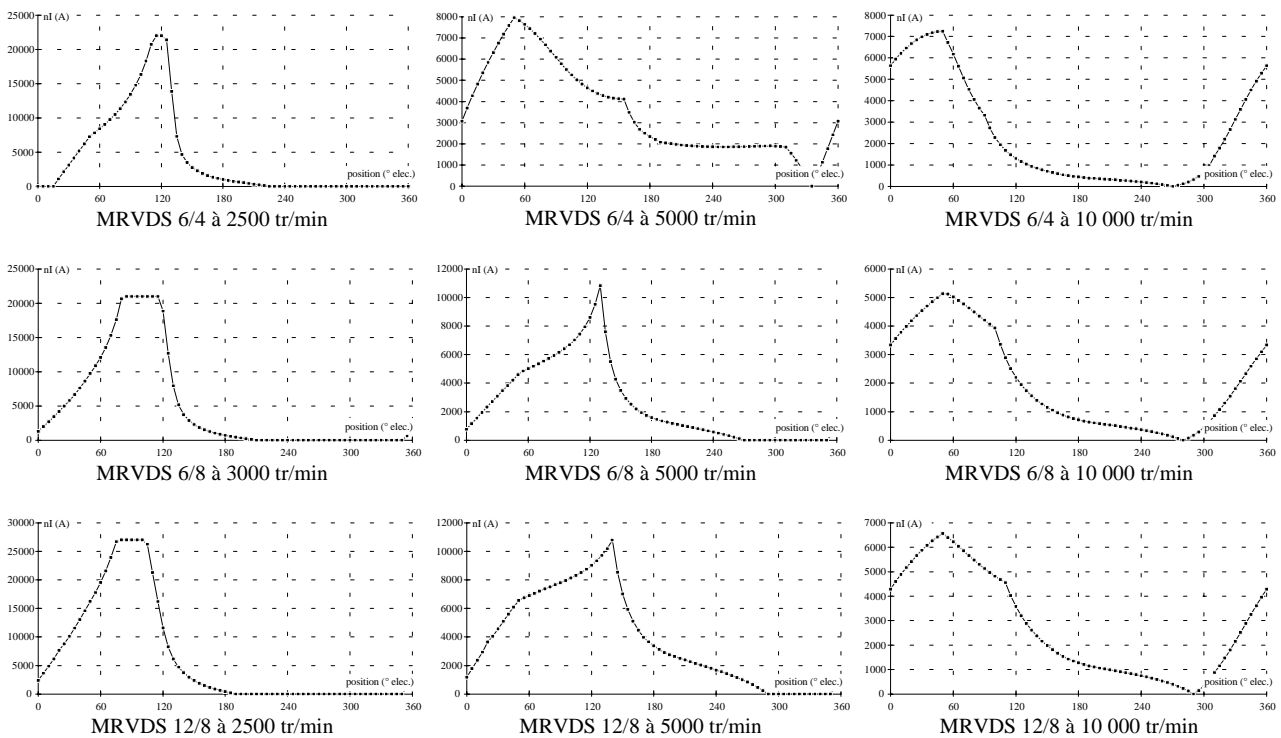 nI (A)
25000
20000
15000
10000
5000
0
position (° elec.)
0 60 120 180 240 300 360
MRVDS 6/4 à 2500 tr/min
nI (A)
8000
7000
6000
5000
4000
3000
2000
1000
0
position (° elec.)
0 60 120 180 240 300 360
MRVDS 6/4 à 5000 tr/min
nI (A)
8000
7000
6000
5000
4000
3000
2000
1000
0
position (° elec.)
0 60 120 180 240 300 360
MRVDS 6/4 à 10 000 tr/min
nI (A)
25000
20000
15000
10000
5000
0
position (° elec.)
0 60 120 180 240 300 360
MRVDS 6/8 à 3000 tr/min
nI (A)
12000
10000
8000
6000
4000
2000
0
position (° elec.)
0 60 120 180 240 300 360
MRVDS 6/8 à 5000 tr/min
nI (A)
6000
5000
4000
3000
2000
1000
0
position (° elec.)
0 60 120 180 240 300 360
MRVDS 6/8 à 10 000 tr/min
nI (A)
30000
25000
20000
15000
10000
5000
0
position (° elec.)
0 60 120 180 240 300 360
MRVDS 12/8 à 2500 tr/min
nI (A)
12000
10000
8000
6000
4000
2000
0
position (° elec.)
0 60 120 180 240 300 360
MRVDS 12/8 à 5000 tr/min
nI (A)
7000
6000
5000
4000
3000
2000
1000
0
position (° elec.)
0 60 120 180 240 300 360
MRVDS 12/8 à 10 000 tr/min